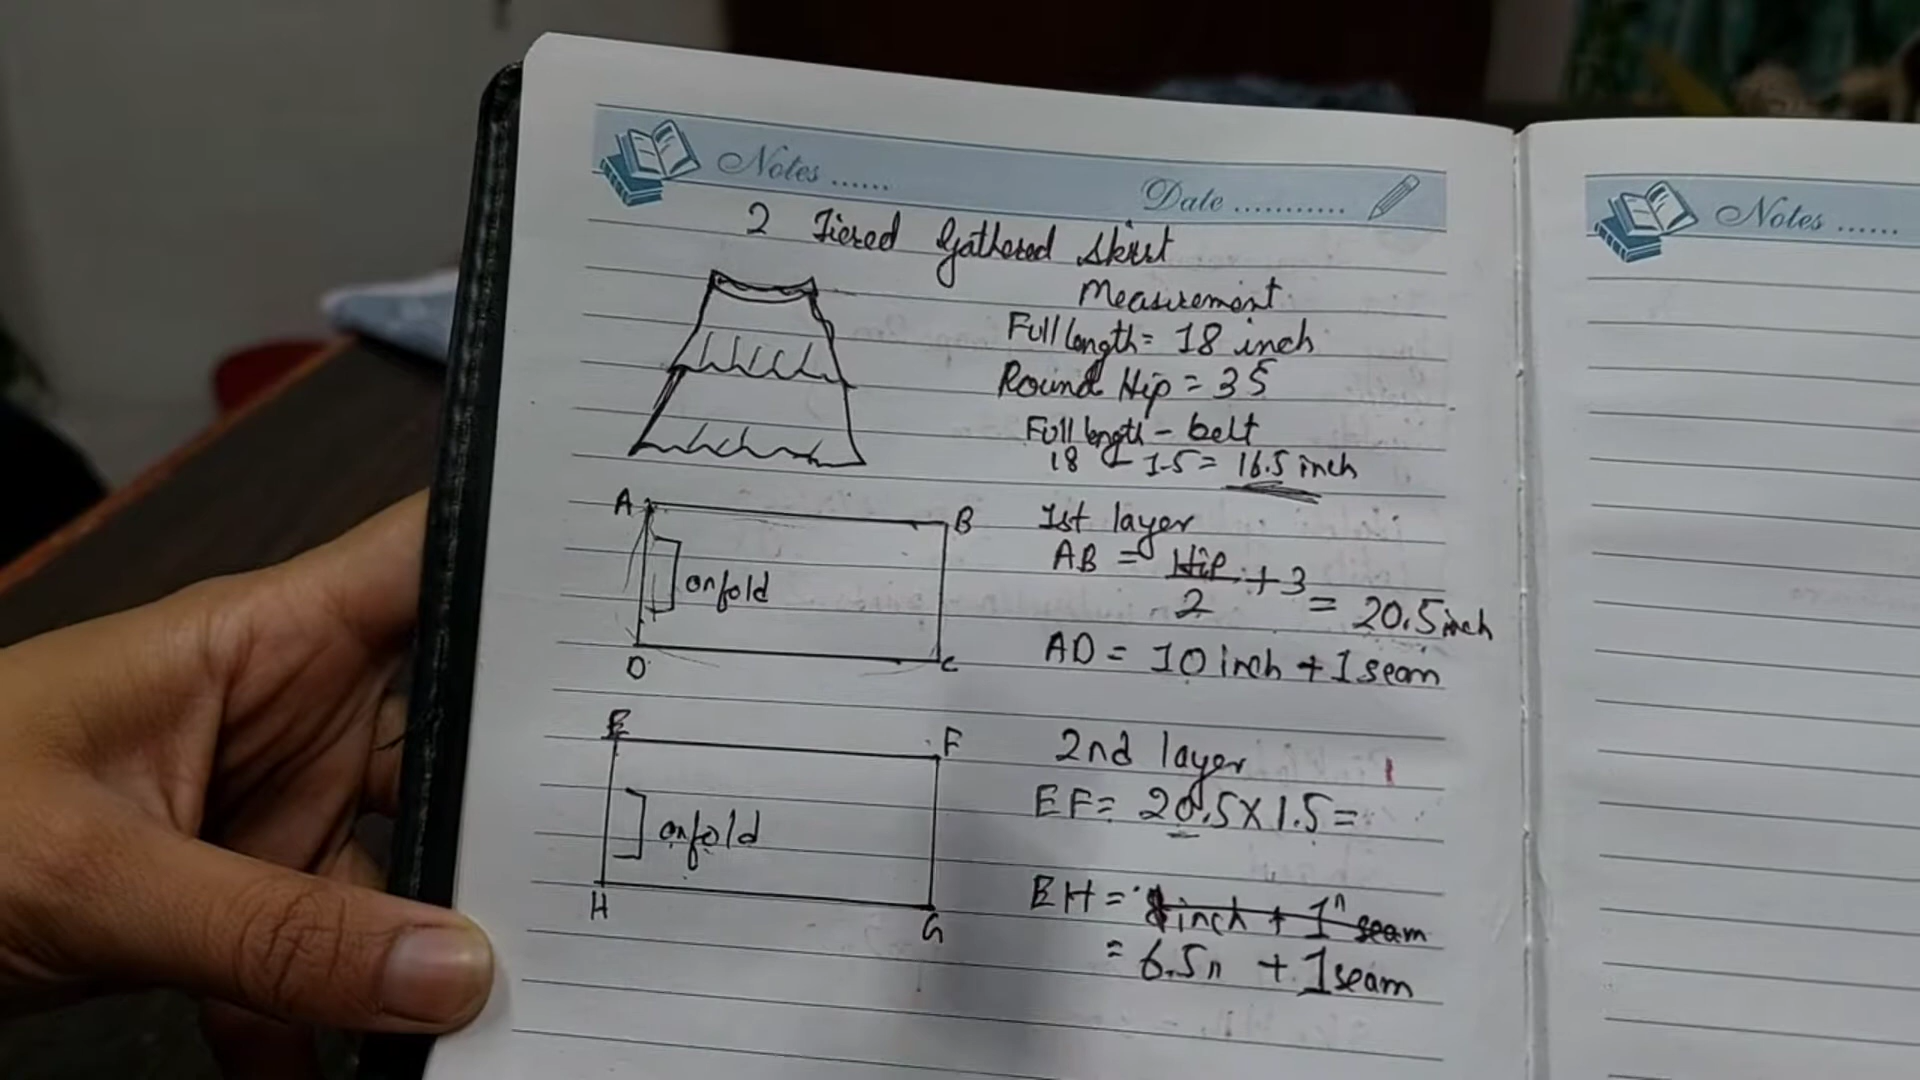 Notes ......
Date ...........
2 Tiered Gathered Skirt
Measurement
Full length = 18 inch
Round Hip = 35
Full length - belt
18 - 1.5 = 16.5 inch
A
B
onfold
D
C
1st layer
AB = Hip/2 + 3 = 20.5 inch
AD = 10 inch + 1 seam
E
F
onfold
H
G
2nd layer
EF = 20.5 X 1.5 =
EH = inch + 1" seam
= 6.5" + 1 seam
Notes ......